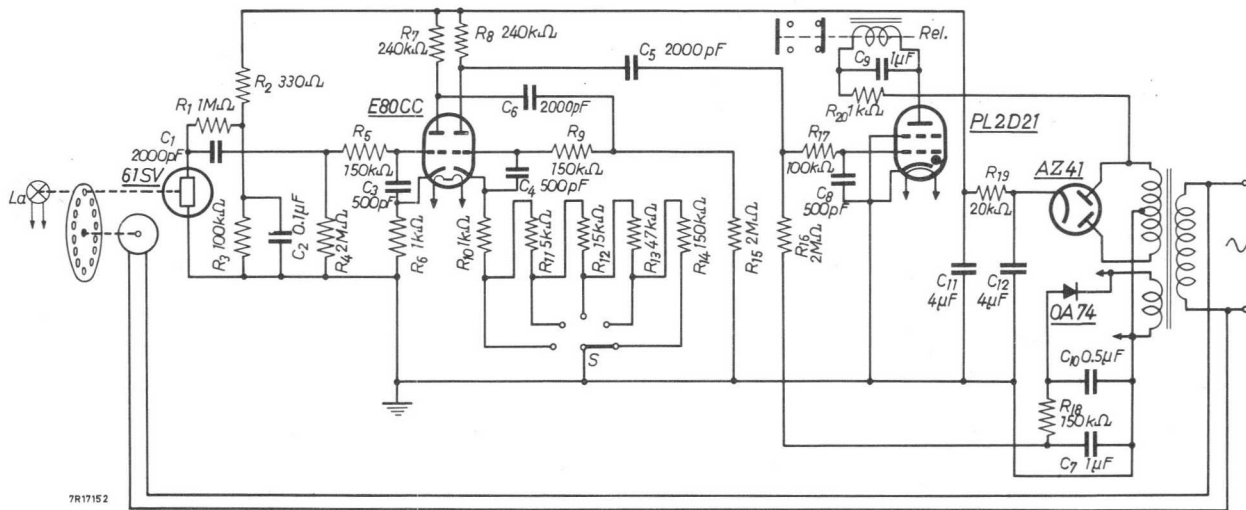 R7
240kΩ
R8 240kΩ
C5 2000pF
Rel.
C9
1µF
R2 330Ω
E80CC
C6
2000pF
R20 1kΩ
PL2D21
R1 1MΩ
C1
2000pF
61SV
R5
150kΩ
C3
500pF
R9
150kΩ
C4
500pF
R17
100kΩ
C8
500pF
R19
20kΩ
AZ41
La
R3 100kΩ
C2 0.1µF
R4 2MΩ
R6 1kΩ
R10 1kΩ
R11 5kΩ
R12 15kΩ
R13 47kΩ
R14 150kΩ
R15 2MΩ
R16 2MΩ
C11
4µF
C12
4µF
OA74
S
C10 0.5µF
R18
150kΩ
C7 1µF
7R17152